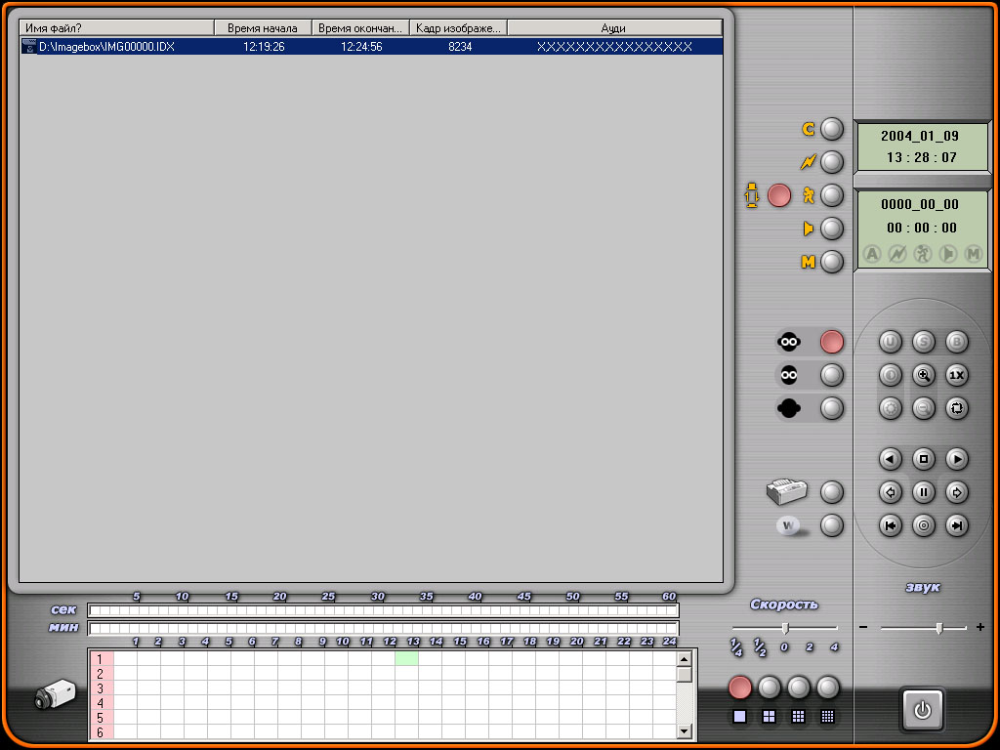 Имя файл? Время начала Время окончан... Кадр изображе... Ауди
D:\Imagebox\IMG00000.IDX 12:19:26 12:24:56 8234 XXXXXXXXXXXXXXX
C
M
2004_01_09
13 : 28 : 07
0000_00_00
00 : 00 : 00
A M
U S B
1X
W
звук
- +
Скорость
1/4 1/2 0 2 4
5 10 15 20 25 30 35 40 45 50 55 60
сек
мин
1 2 3 4 5 6 7 8 9 10 11 12 13 14 15 16 17 18 19 20 21 22 23 24
1
2
3
4
5
6